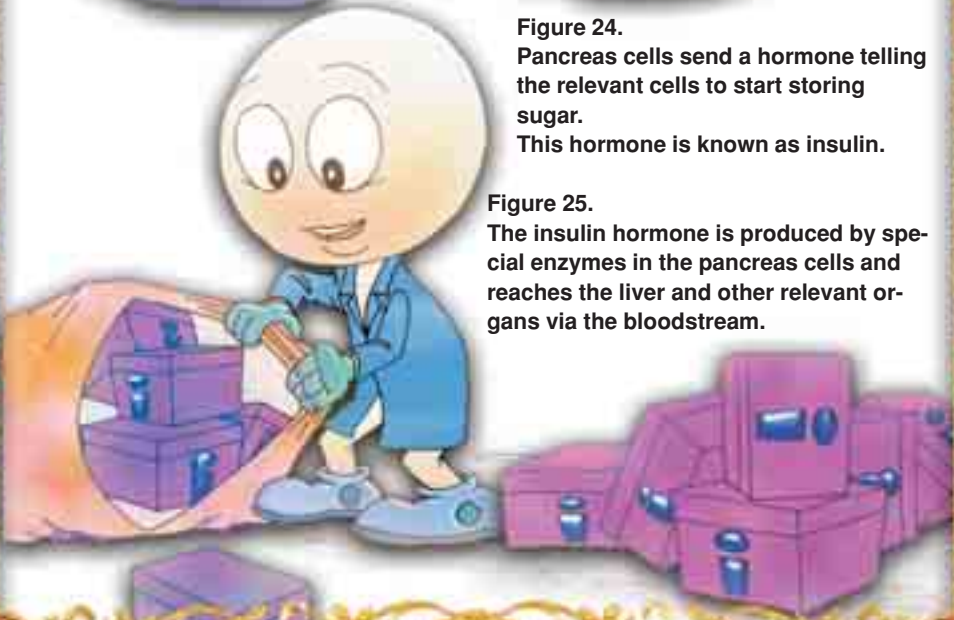 Figure 24.
Pancreas cells send a hormone telling
the relevant cells to start storing
sugar.
This hormone is known as insulin.
Figure 25.
The insulin hormone is produced by spe-
cial enzymes in the pancreas cells and
reaches the liver and other relevant or-
gans via the bloodstream.